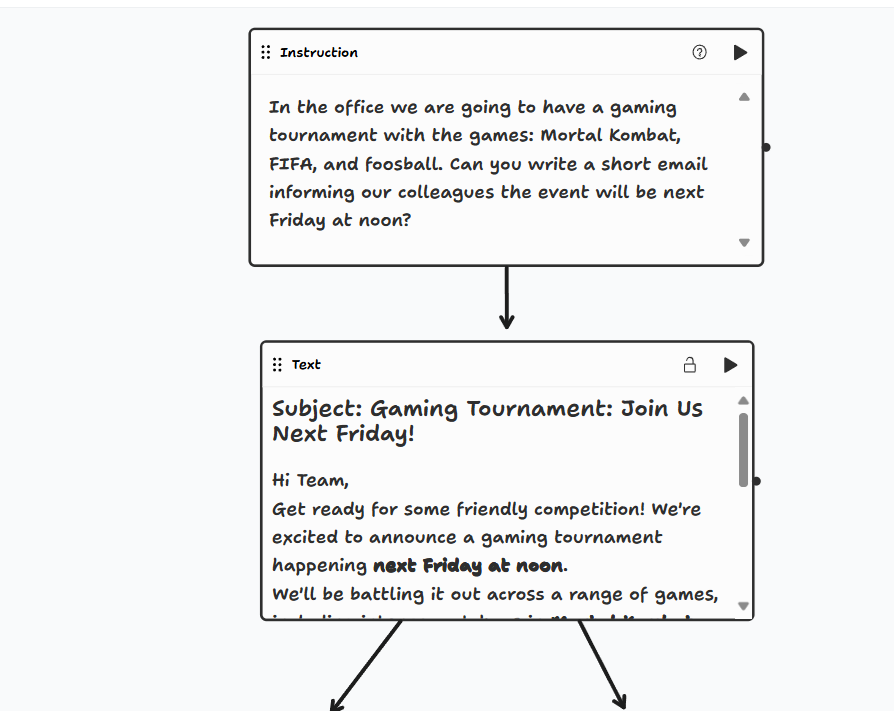 Instruction
In the office we are going to have a gaming
tournament with the games: Mortal Kombat,
FIFA, and foosball. Can you write a short email
informing our colleagues the event will be next
Friday at noon?
Text
Subject: Gaming Tournament: Join Us
Next Friday!
Hi Team,
Get ready for some friendly competition! We're
excited to announce a gaming tournament
happening next Friday at noon.
We'll be battling it out across a range of games,